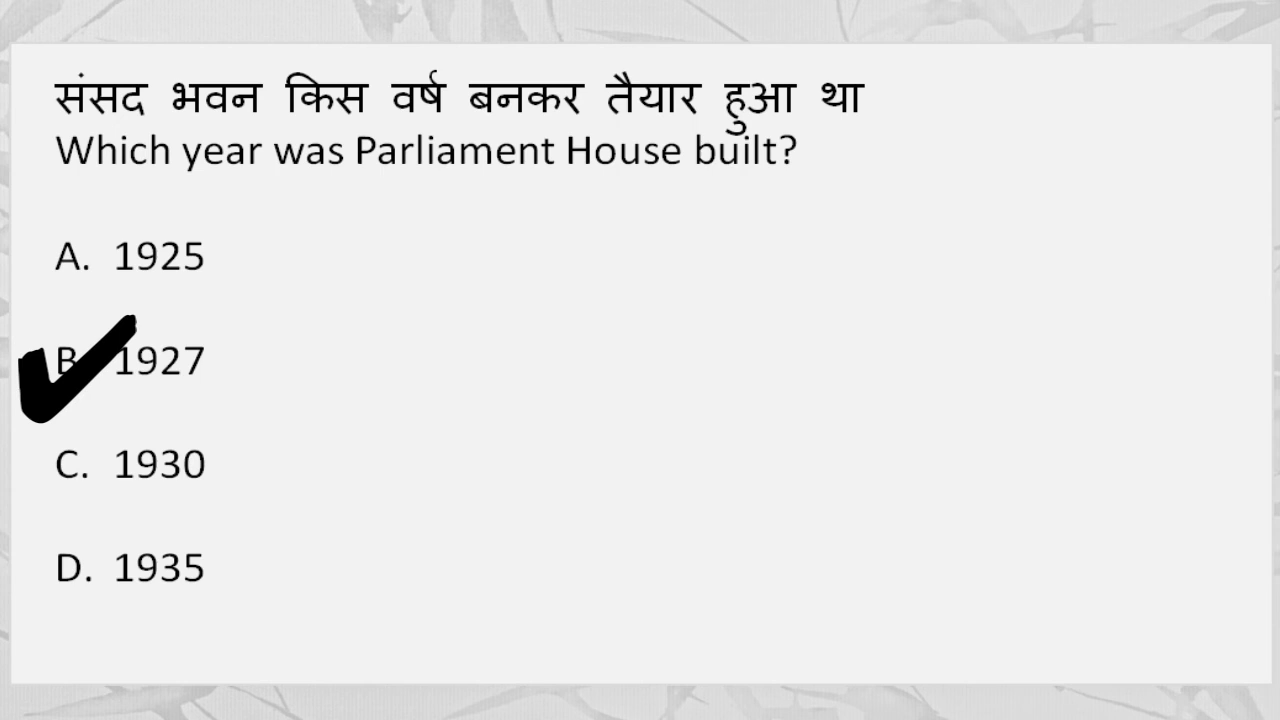 संसद भवन किस वर्ष बनकर तैयार हुआ था
Which year was Parliament House built?
A. 1925
B. 1927
C. 1930
D. 1935